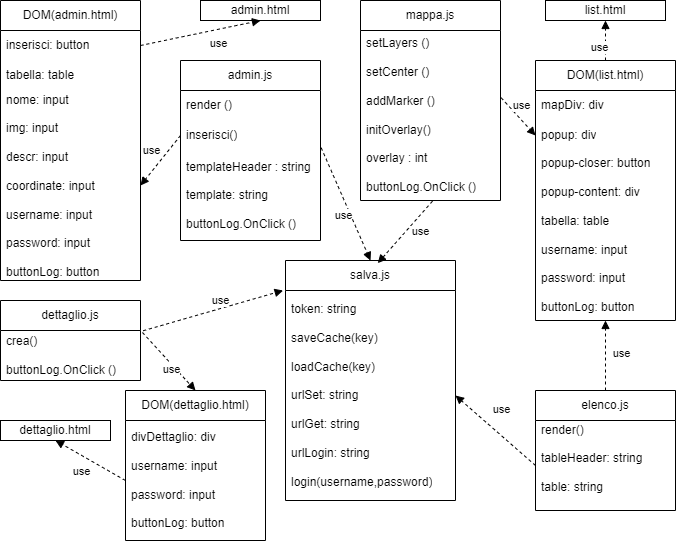 DOM(admin.html)
inserisci: button
tabella: table
nome: input
img: input
descr: input
coordinate: input
username: input
password: input
buttonLog: button
use
admin.html
use
admin.js
render ()
inserisci()
templateHeader : string
template: string
buttonLog.OnClick ()
use
mappa.js
setLayers ()
setCenter ()
addMarker ()
initOverlay()
overlay : int
buttonLog.OnClick ()
use
use
list.html
use
DOM(list.html)
mapDiv: div
popup: div
popup-closer: button
popup-content: div
tabella: table
username: input
password: input
buttonLog: button
use
dettaglio.js
crea()
buttonLog.OnClick ()
use
use
salva.js
token: string
saveCache(key)
loadCache(key)
urlSet: string
urlGet: string
urlLogin: string
login(username,password)
dettaglio.html
use
DOM(dettaglio.html)
divDettaglio: div
username: input
password: input
buttonLog: button
use
elenco.js
render()
tableHeader: string
table: string